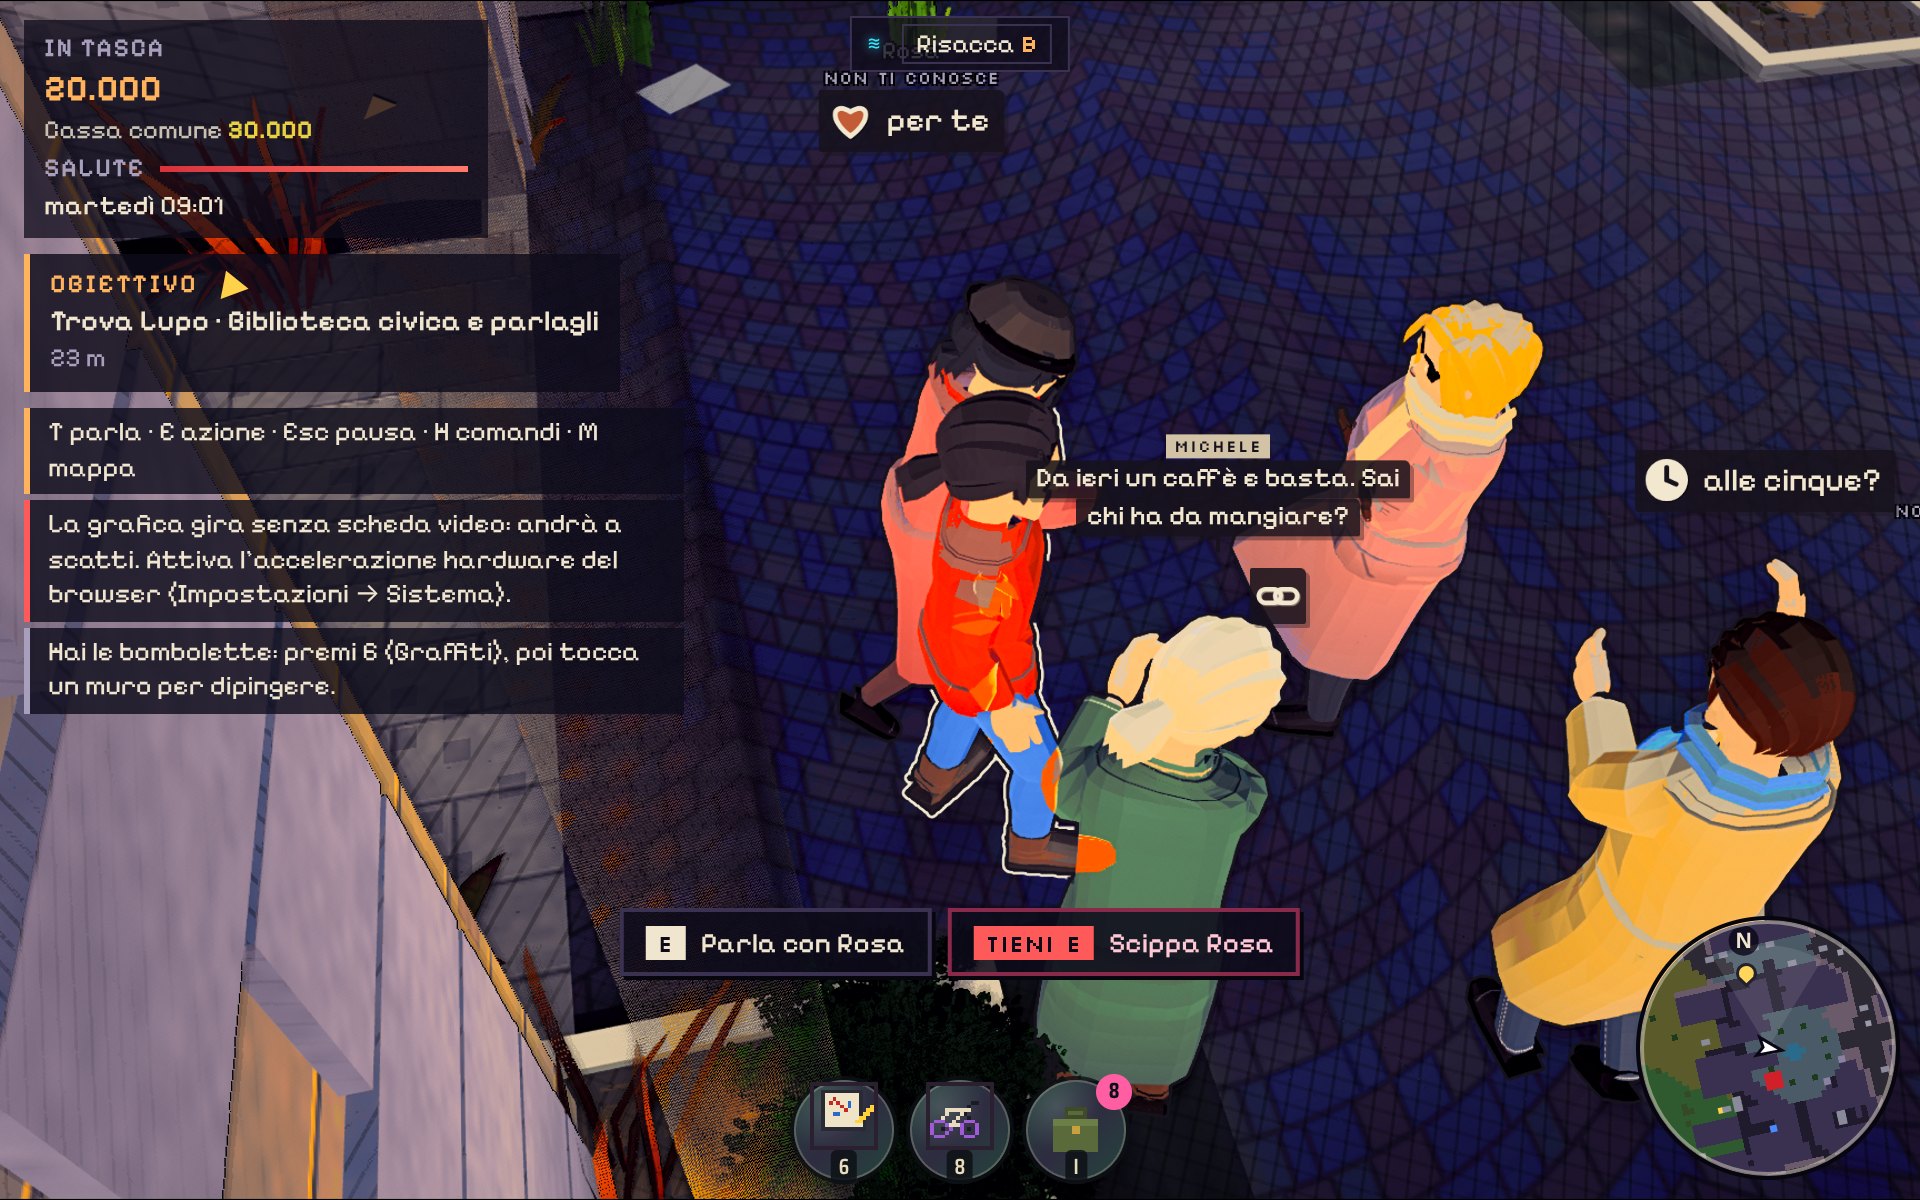 IN TASCA
20.000
Cassa comune 30.000
SALUTE
martedì 09:01
OBIETTIVO
Trova Lupo · Biblioteca civica e parlagli
23 m
T parla · E azione · Esc pausa · H comandi · M
mappa
La grafica gira senza scheda video: andrà a
scatti. Attiva l'accelerazione hardware del
browser (Impostazioni → Sistema).
Hai le bombolette: premi 6 (Graffiti), poi tocca
un muro per dipingere.
Rosa
Risacca B
NON TI CONOSCE
per te
MICHELE
Da ieri un caffè e basta. Sai
chi ha da mangiare?
alle cinque?
NO
E Parla con Rosa
TIENI E Scippa Rosa
N
8
6
8
I